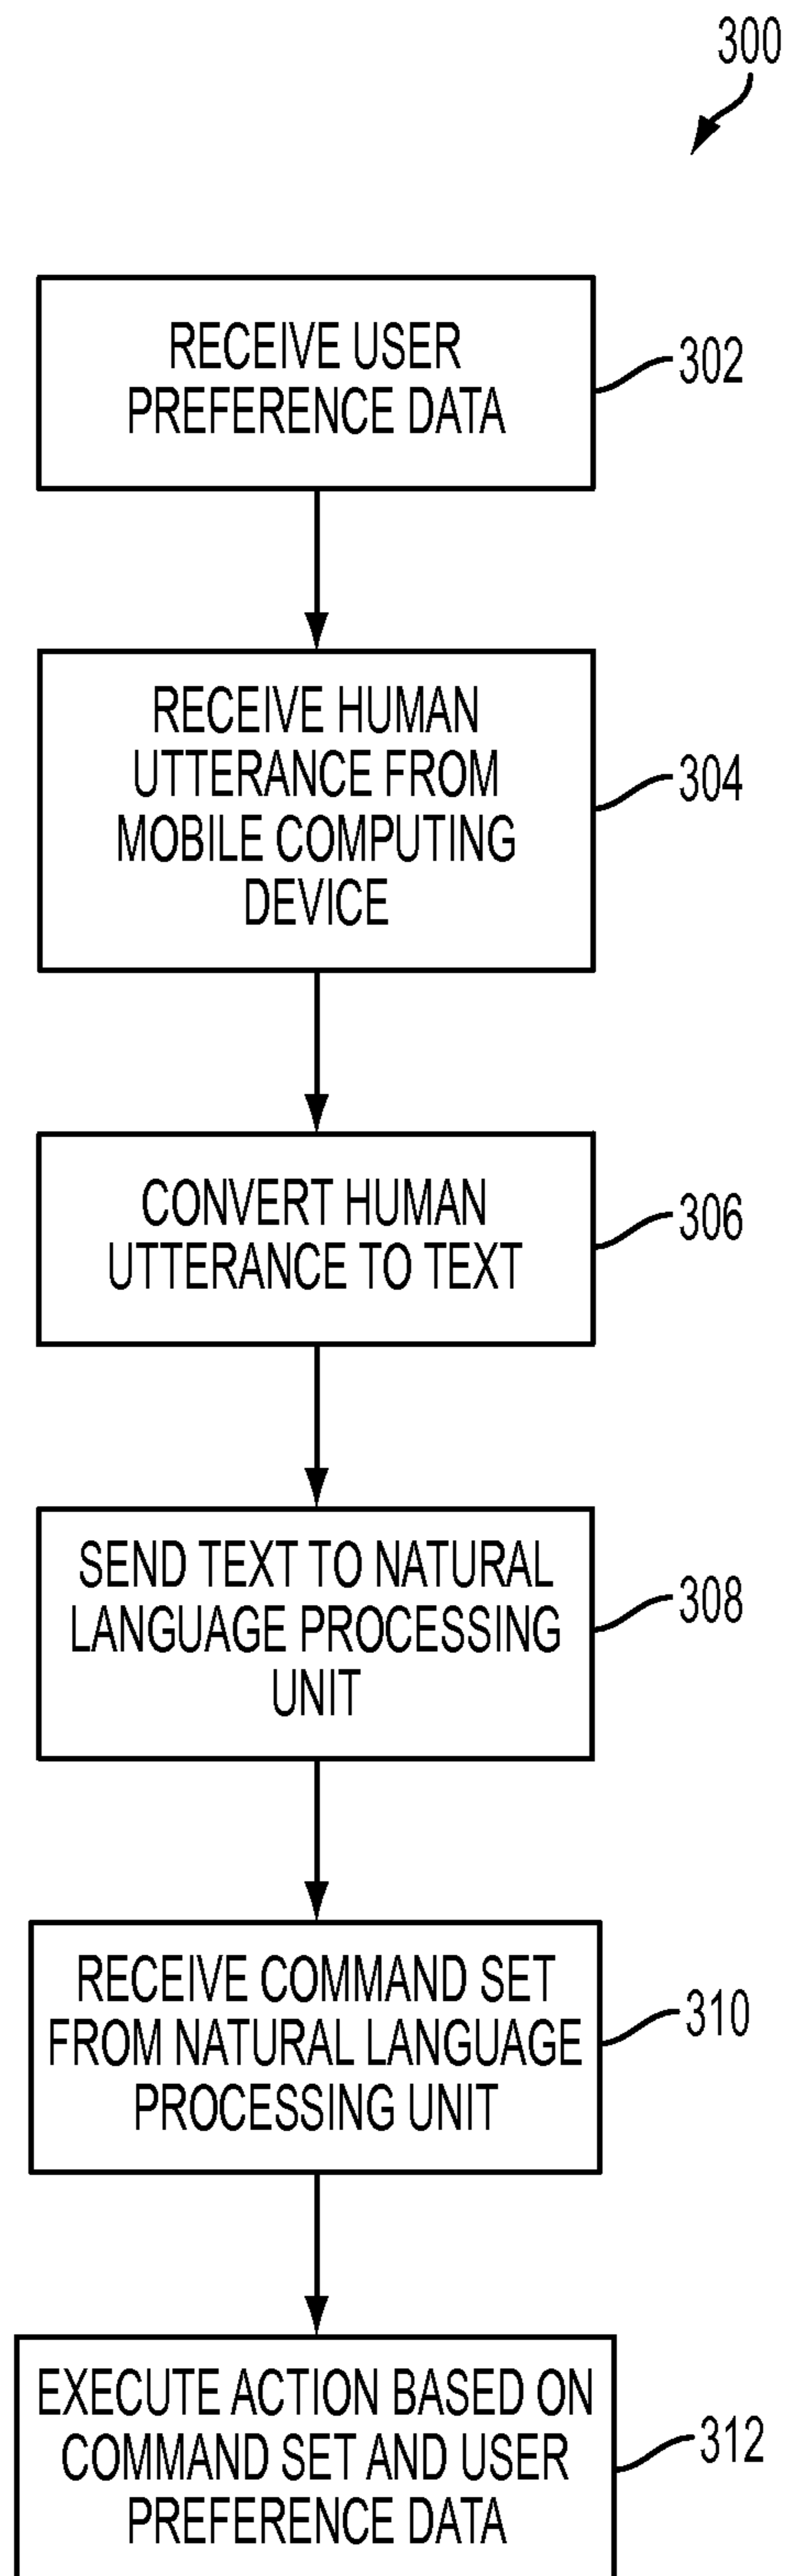 300
RECEIVE USER
PREFERENCE DATA
302
RECEIVE HUMAN
UTTERANCE FROM
MOBILE COMPUTING
DEVICE
304
CONVERT HUMAN
UTTERANCE TO TEXT
306
SEND TEXT TO NATURAL
LANGUAGE PROCESSING
UNIT
308
RECEIVE COMMAND SET
FROM NATURAL LANGUAGE
PROCESSING UNIT
310
EXECUTE ACTION BASED ON
COMMAND SET AND USER
PREFERENCE DATA
312